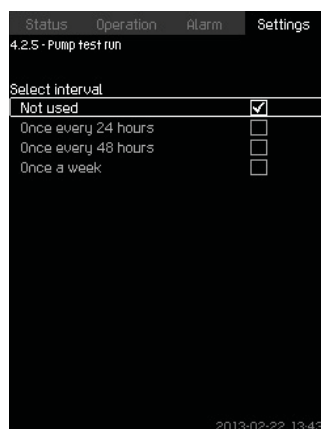 Status Operation Alarm Settings
4.2.5 - Pump test run
Select interval
Not used
Once every 24 hours
Once every 48 hours
Once a week
2013-02-22 13:43